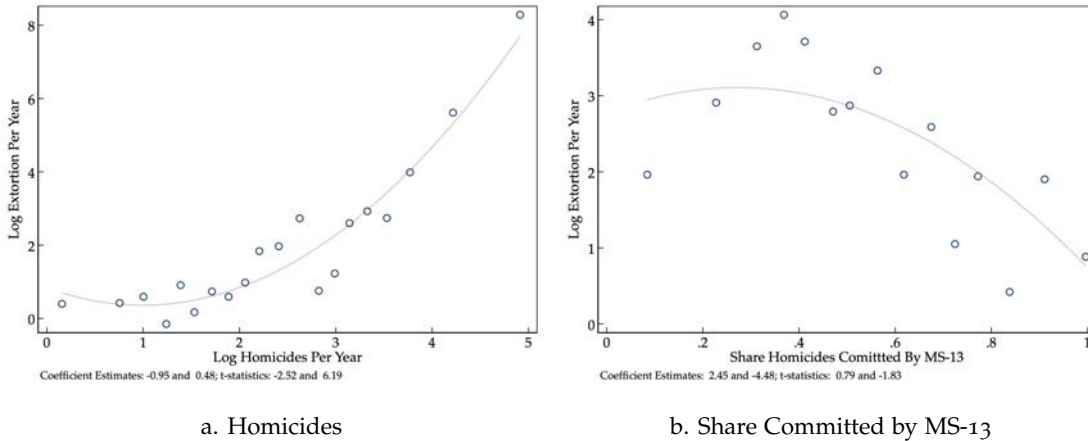 8
6
4
2
0
Log Extortion Per Year
0 1 2 3 4 5
Log Homicides Per Year
Coefficient Estimates: -0.95 and 0.48; t-statistics: -2.52 and 6.19
a. Homicides
4
3
2
1
0
Log Extortion Per Year
0 .2 .4 .6 .8 1
Share Homicides Comittted By MS-13
Coefficient Estimates: 2.45 and -4.48; t-statistics: 0.79 and -1.83
b. Share Committed by MS-13